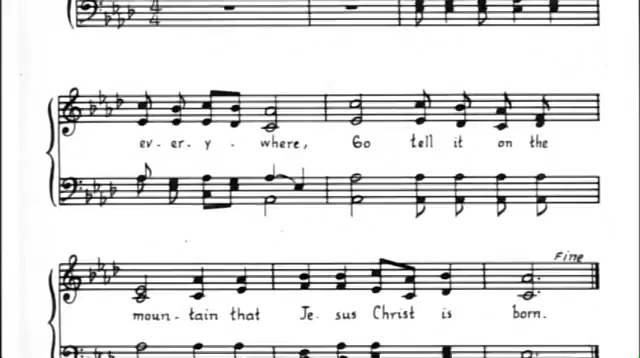 ev - er - y - where, Go tell it on the
Fine
moun - tain that Je - sus Christ is born.